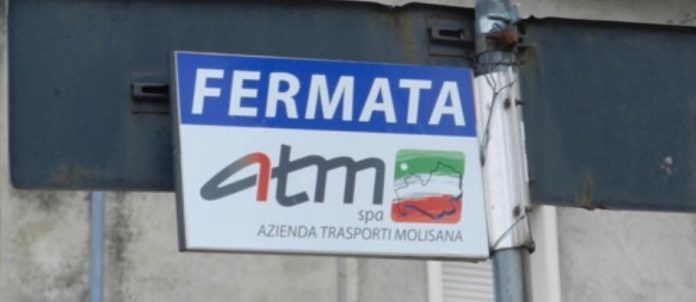 FERMATA
atm
spa
AZIENDA TRASPORTI MOLISANA